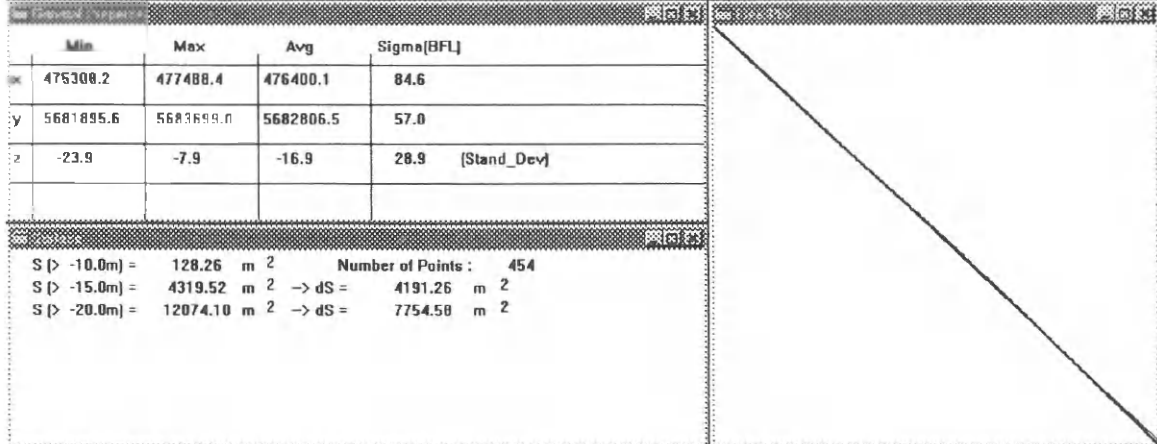 Min Max Avg Sigma(BFL)
475308.2 477488.4 476400.1 84.6
y 5681895.6 5683699.0 5682806.5 57.0
z -23.9 -7.9 -16.9 28.9 (Stand_Dev)
S (> -10.0m) = 128.26 m 2 Number of Points : 454
S (> -15.0m) = 4319.52 m 2 -> dS = 4191.26 m 2
S (> -20.0m) = 12074.10 m 2 -> dS = 7754.58 m 2